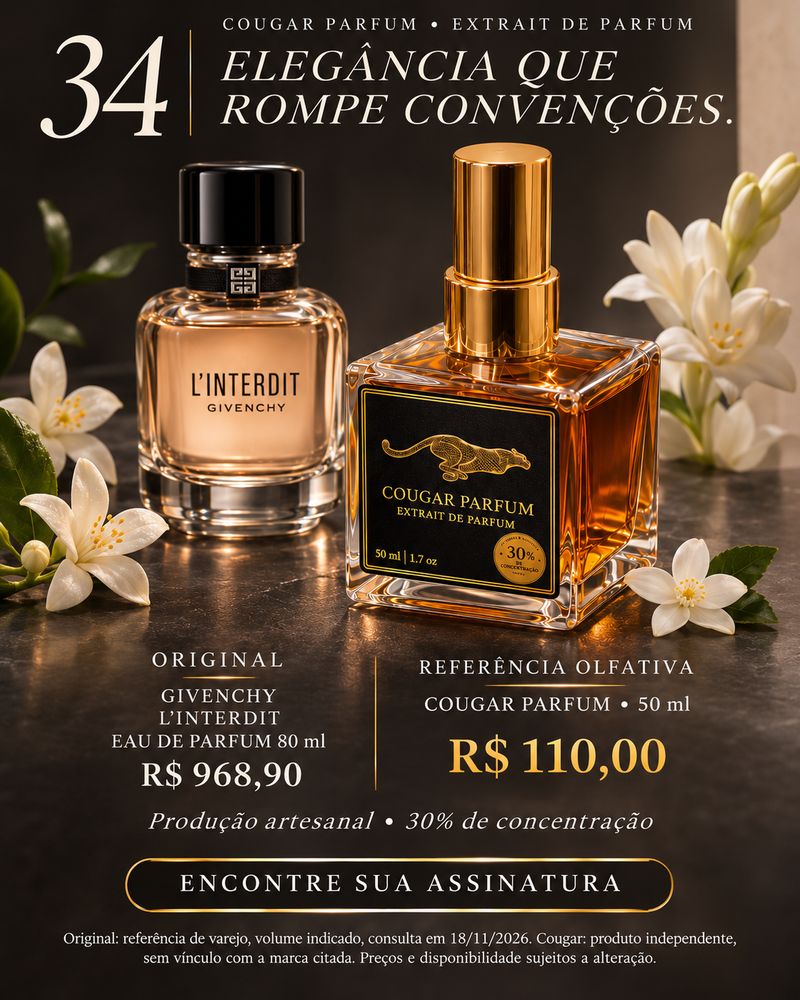 COUGAR PARFUM • EXTRAIT DE PARFUM
34
ELEGÂNCIA QUE
ROMPE CONVENÇÕES.
L'INTERDIT
GIVENCHY
COUGAR PARFUM
EXTRAIT DE PARFUM
50 ml | 1.7 oz
30%
DE
CONCENTRAÇÃO
ORIGINAL
GIVENCHY
L'INTERDIT
EAU DE PARFUM 80 ml
R$ 968,90
REFERÊNCIA OLFATIVA
COUGAR PARFUM • 50 ml
R$ 110,00
Produção artesanal • 30% de concentração
ENCONTRE SUA ASSINATURA
Original: referência de varejo, volume indicado, consulta em 18/11/2026. Cougar: produto independente,
sem vínculo com a marca citada. Preços e disponibilidade sujeitos a alteração.